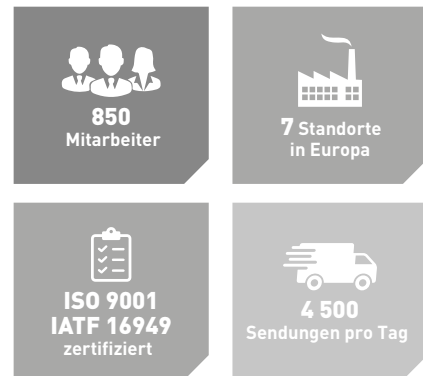 850
Mitarbeiter
7 Standorte
in Europa
ISO 9001
IATF 16949
zertifiziert
4 500
Sendungen pro Tag